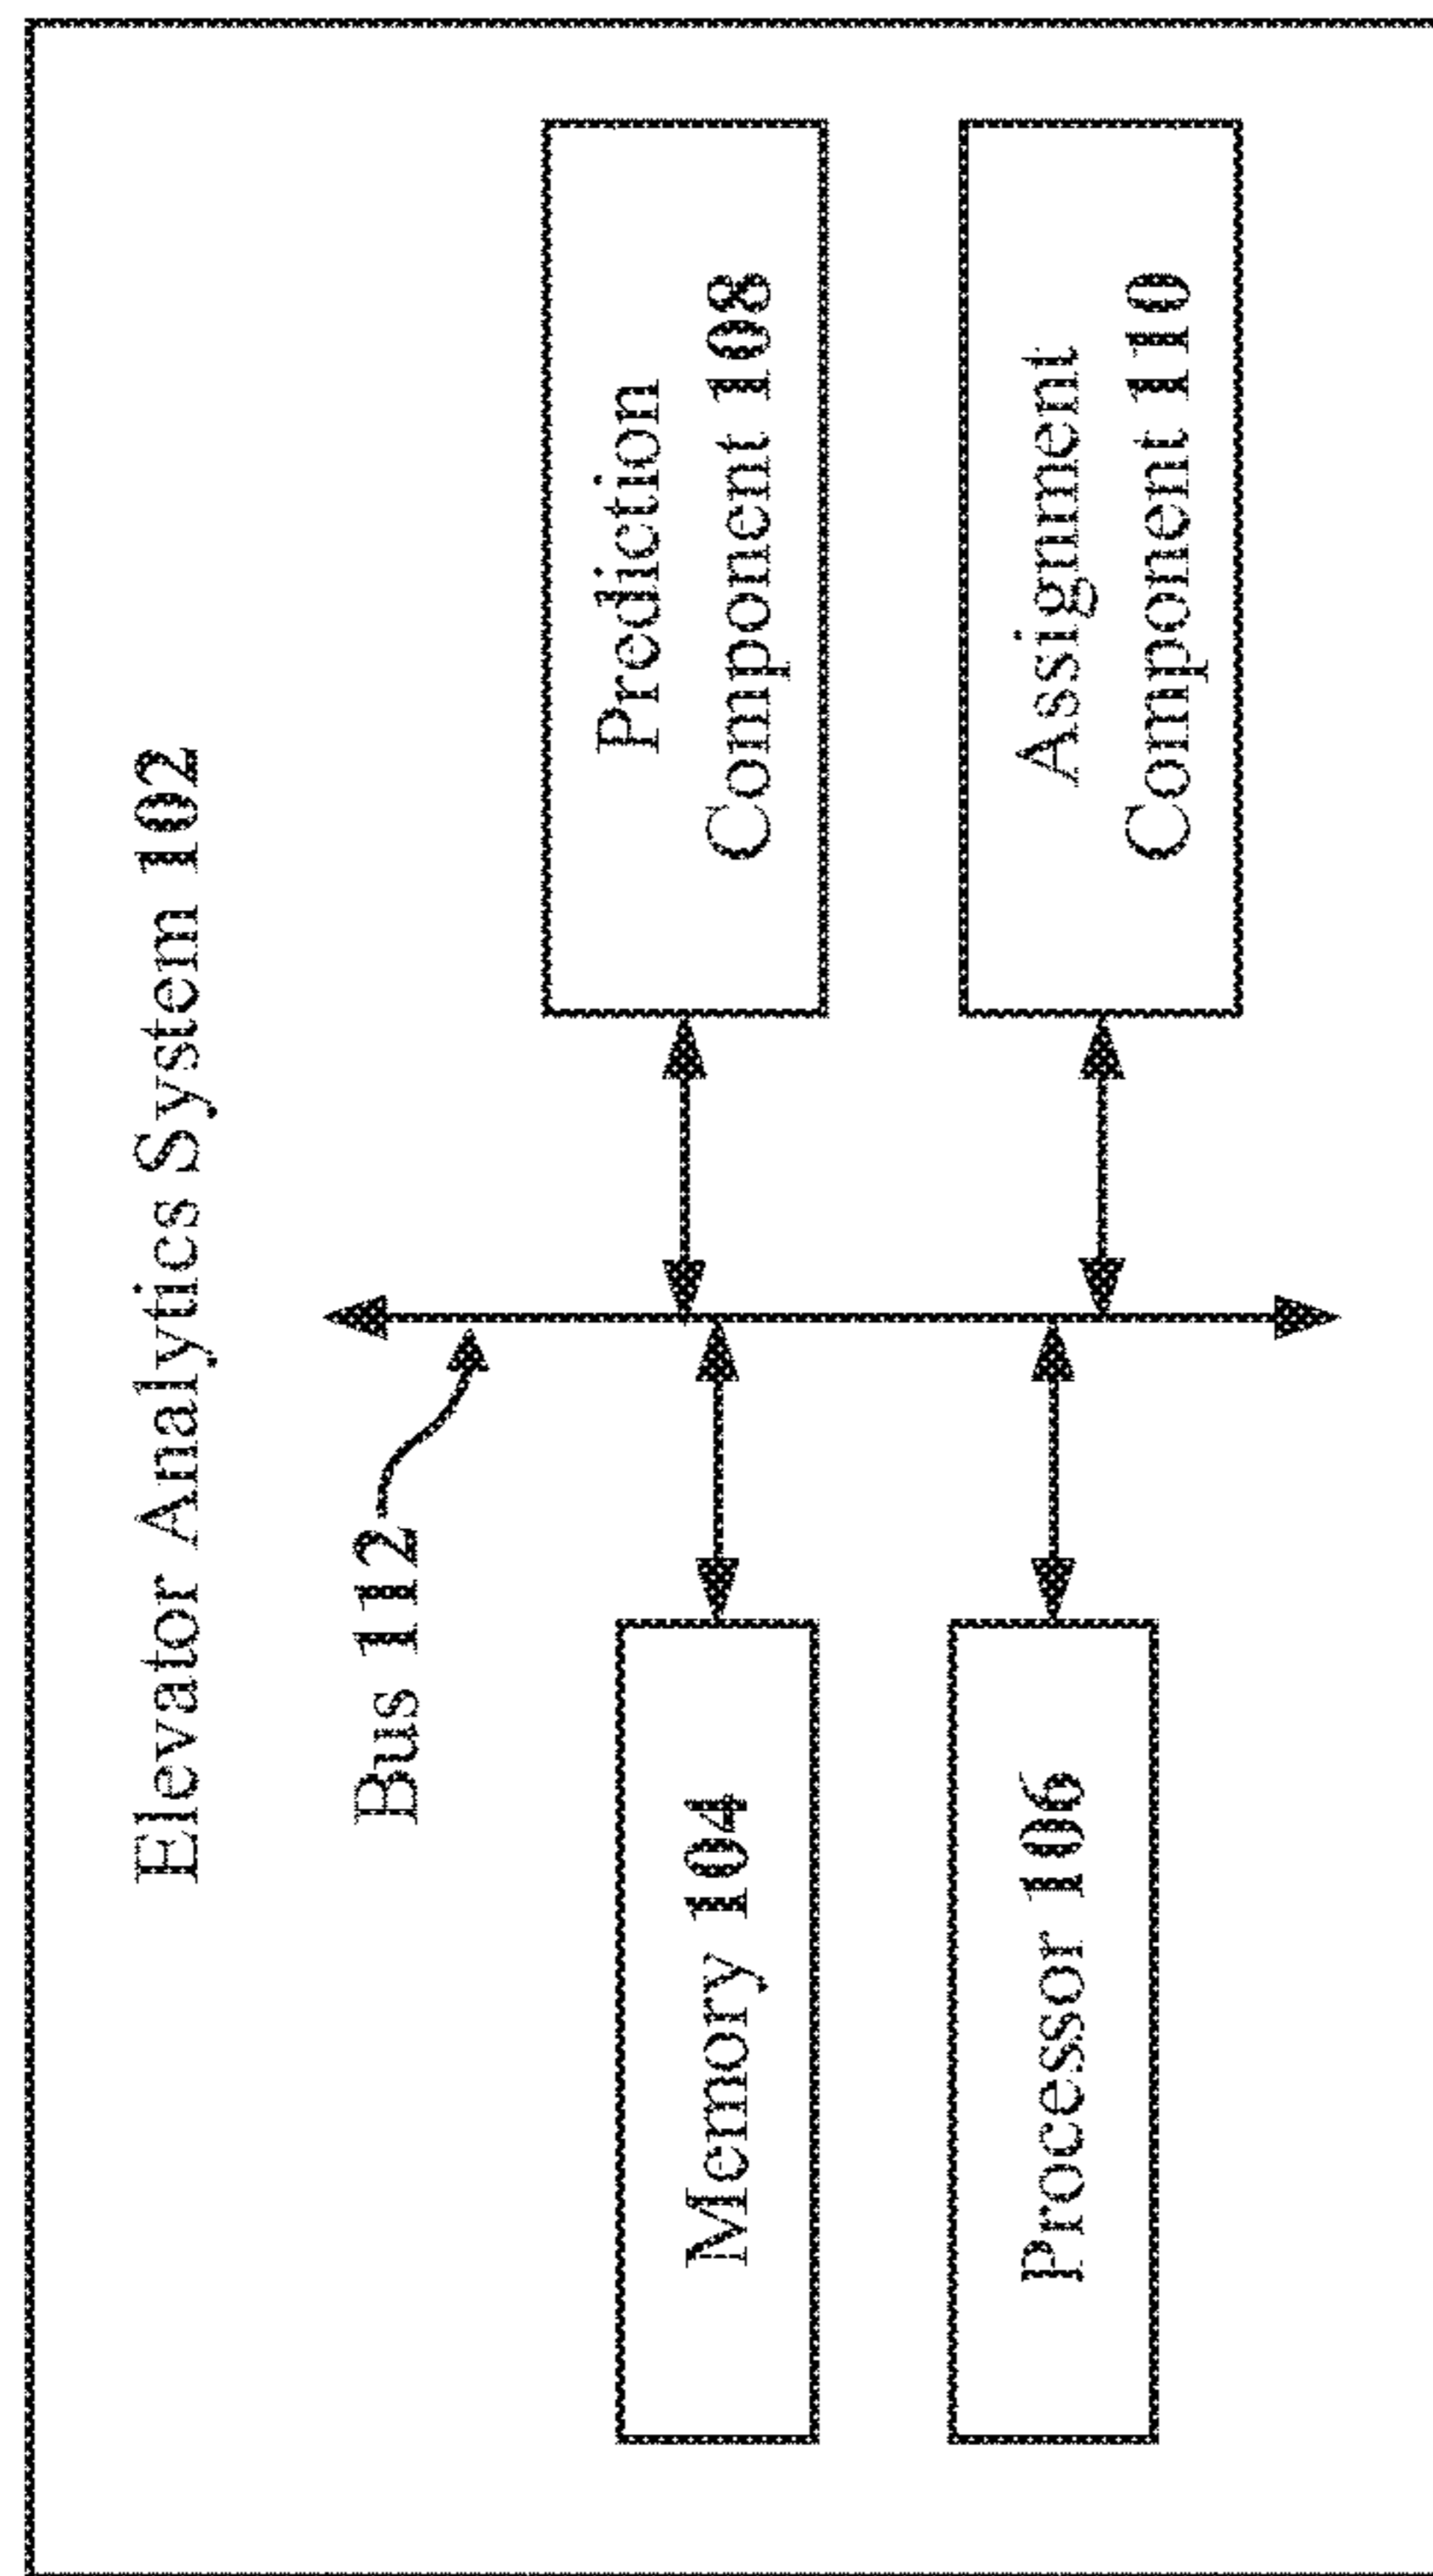 Elevator Analytics System 102
Bus 112
Memory 104
Processor 106
Prediction
Component 108
Assignment
Component 110